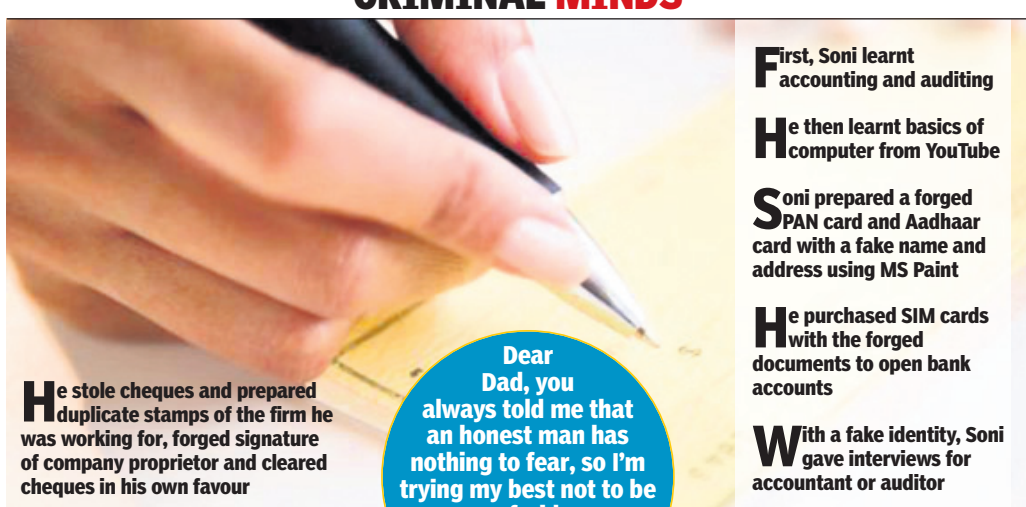 CRIMINAL MINDS
First, Soni learnt
accounting and auditing
He then learnt basics of
computer from YouTube
Soni prepared a forged
PAN card and Aadhaar
card with a fake name and
address using MS Paint
He purchased SIM cards
with the forged
documents to open bank
accounts
With a fake identity, Soni
gave interviews for
accountant or auditor
He stole cheques and prepared
duplicate stamps of the firm he
was working for, forged signature
of company proprietor and cleared
cheques in his own favour
Dear
Dad, you
always told me that
an honest man has
nothing to fear, so I'm
trying my best not to be